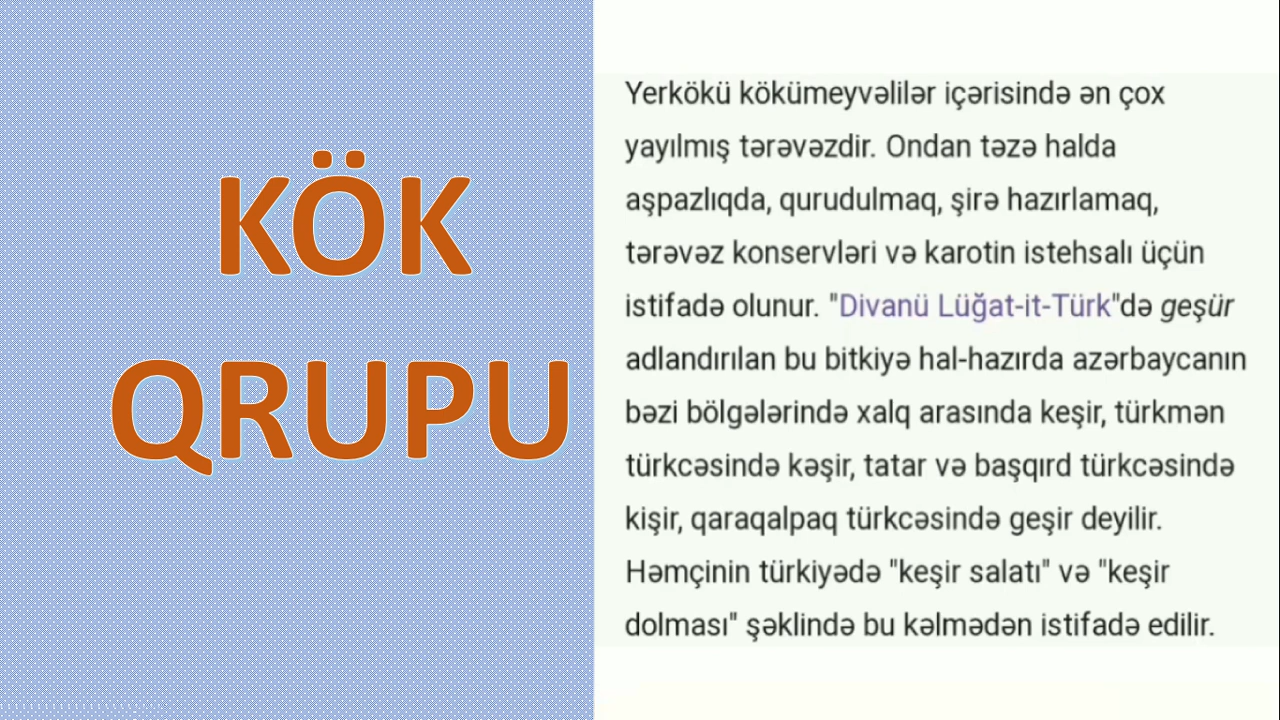 KÖK
QRUPU
Yerkökü kökümeyvəlilər içərisində ən çox
yayılmış tərəvəzdir. Ondan təzə halda
aşpazlıqda, qurudulmaq, şirə hazırlamaq,
tərəvəz konservləri və karotin istehsalı üçün
istifadə olunur. "Divanü Lüğat-it-Türk"də geşür
adlandırılan bu bitkiyə hal-hazırda azərbaycanın
bəzi bölgələrində xalq arasında keşir, türkmən
türkcəsində kəşir, tatar və başqırd türkcəsində
kişir, qaraqalpaq türkcəsində geşir deyilir.
Həmçinin türkiyədə "keşir salatı" və "keşir
dolması" şəklində bu kəlmədən istifadə edilir.